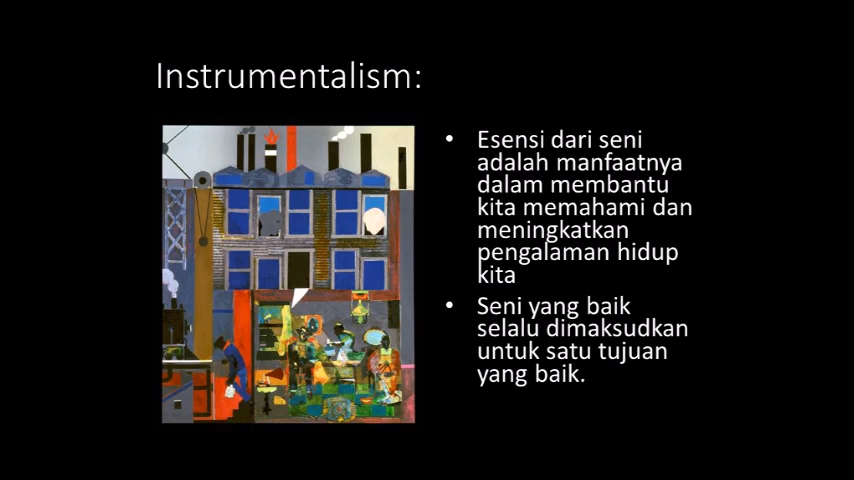 Instrumentalism:
• Esensi dari seni
adalah manfaatnya
dalam membantu
kita memahami dan
meningkatkan
pengalaman hidup
kita
• Seni yang baik
selalu dimaksudkan
untuk satu tujuan
yang baik.